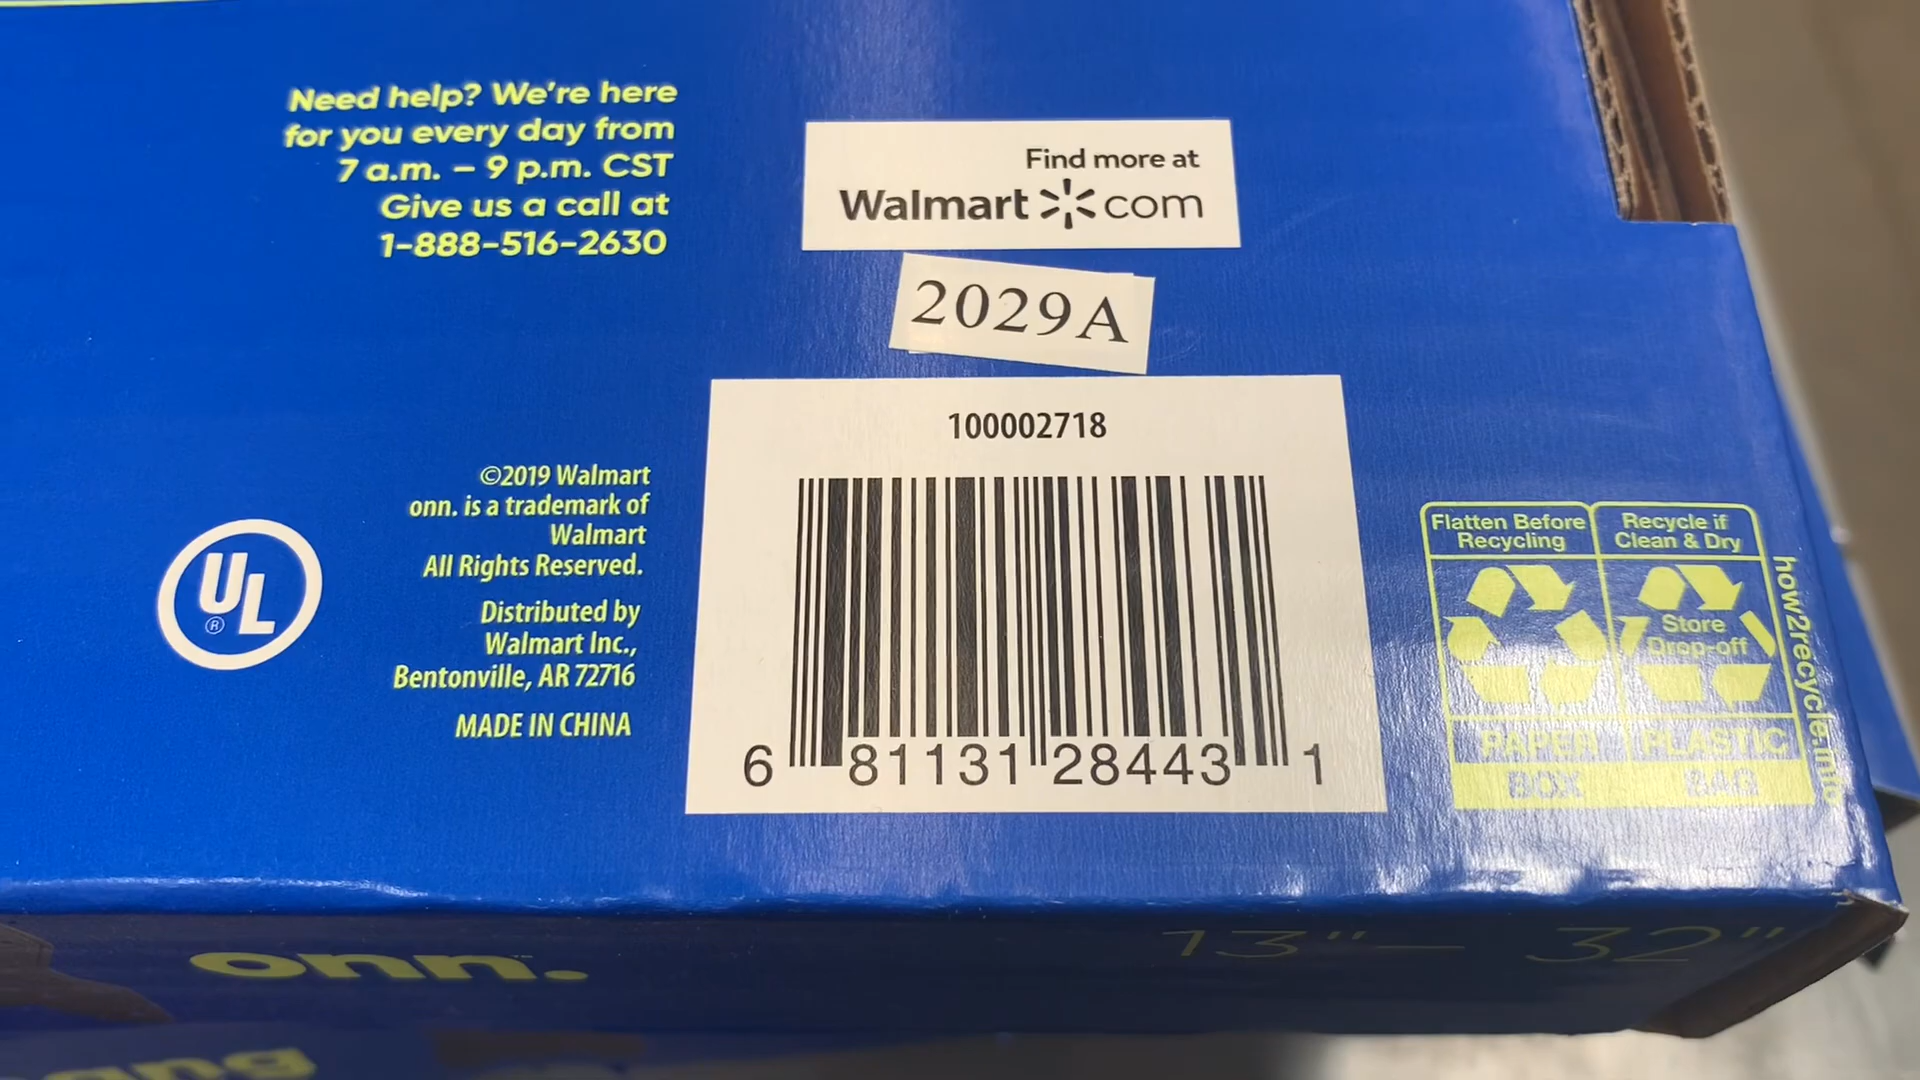 Need help? We're here
for you every day from
7 a.m. – 9 p.m. CST
Give us a call at
1-888-516-2630
Find more at
Walmart com
2029A
©2019 Walmart
onn. is a trademark of
Walmart
All Rights Reserved.
Distributed by
Walmart Inc.,
Bentonville, AR 72716
MADE IN CHINA
UL
®
100002718
6 81131 28443 1
Flatten Before
Recycling
Recycle if
Clean & Dry
Store
Drop-off
PAPER
PLASTIC
BOX
BAG
how2recycle.info
onn.™
13"– 32"